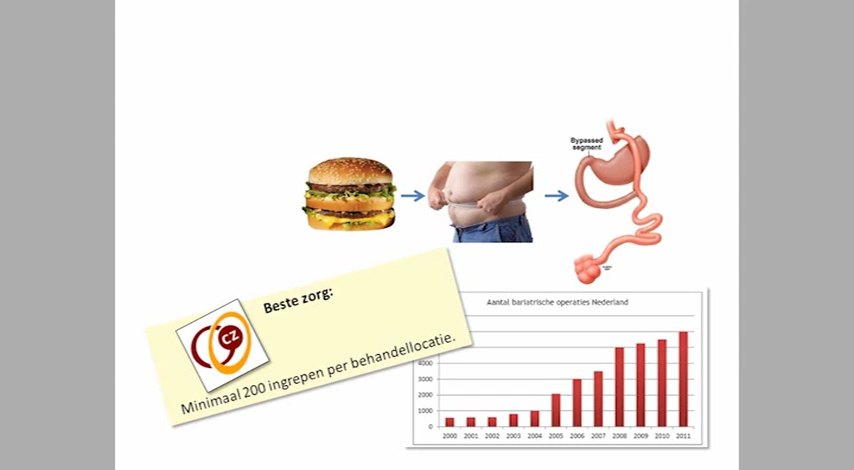 Bypassed
segment
Beste zorg:
CZ
Minimaal 200 ingrepen per behandellocatie.
Aantal bariatrische operaties Nederland
4000
3000
2000
1000
0
2000 2001 2002 2003 2004 2005 2006 2007 2008 2009 2010 2011